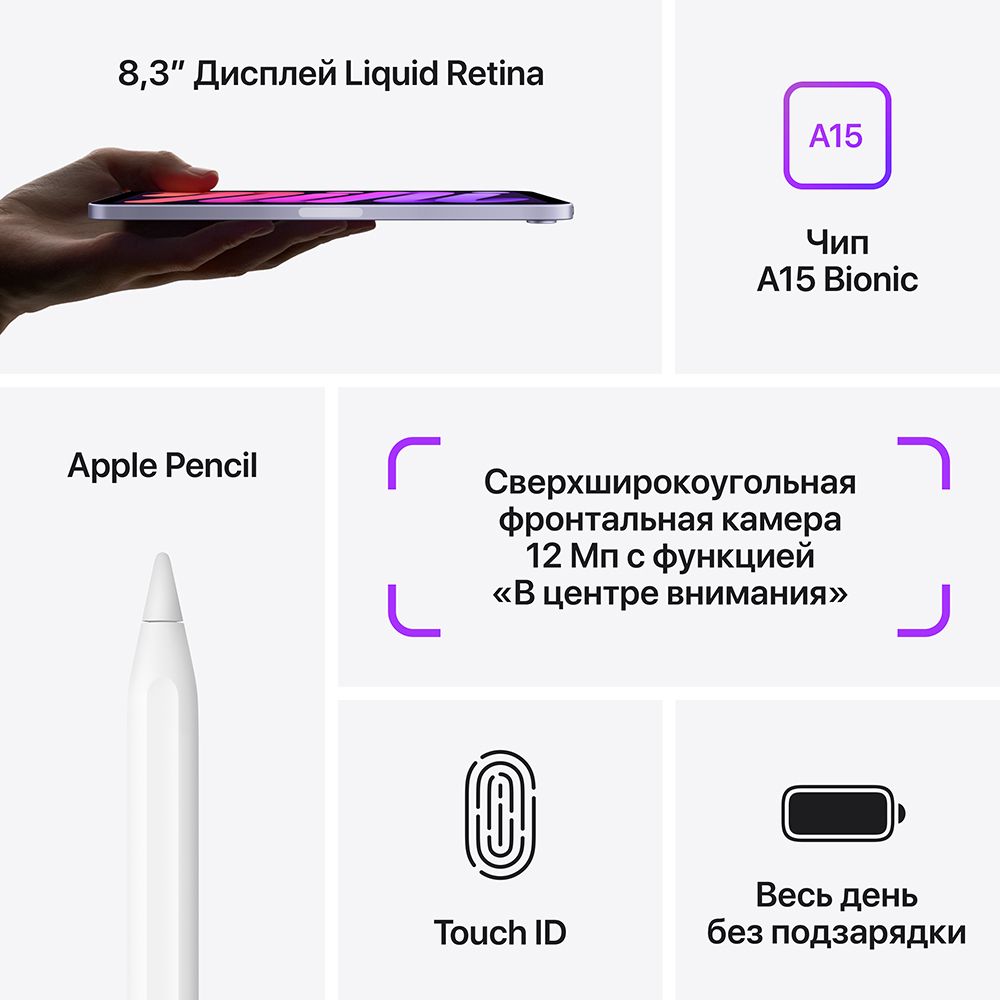 8,3” Дисплей Liquid Retina
A15
Чип
A15 Bionic
Apple Pencil
Сверхширокоугольная
фронтальная камера
12 Мп с функцией
«В центре внимания»
Touch ID
Весь день
без подзарядки